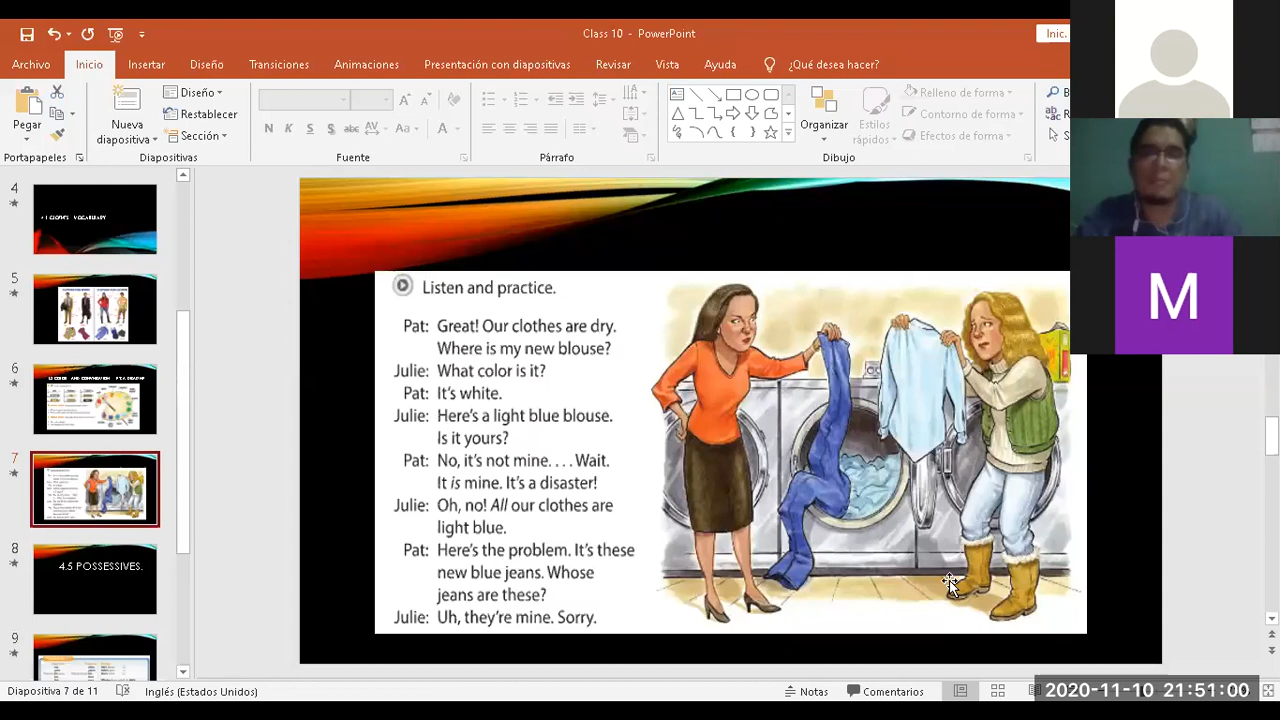 Class 10 - PowerPoint
Inic.
Archivo Inicio Insertar Diseño Transiciones Animaciones Presentación con diapositivas Revisar Vista Ayuda ¿Qué desea hacer?
Pegar
Portapapeles
Nueva
diapositiva
Diseño
Restablecer
Sección
Diapositivas
N K S abc AV Aa A
Fuente
Párrafo
Organizar
Estilos
rápidos
Relleno de forma
Contorno de forma
Efectos de forma
Dibujo
4
5
6
7
8
4.5 POSSESSIVES.
9
Listen and practice.
Pat: Great! Our clothes are dry.
Where is my new blouse?
Julie: What color is it?
Pat: It's white.
Julie: Here's a light blue blouse.
Is it yours?
Pat: No, it's not mine. . . . Wait.
It is mine. It's a disaster!
Julie: Oh, no! All our clothes are
light blue.
Pat: Here's the problem. It's these
new blue jeans. Whose
jeans are these?
Julie: Uh, they're mine. Sorry.
M
Diapositiva 7 de 11 Inglés (Estados Unidos) Notas Comentarios
2020-11-10 21:51:00